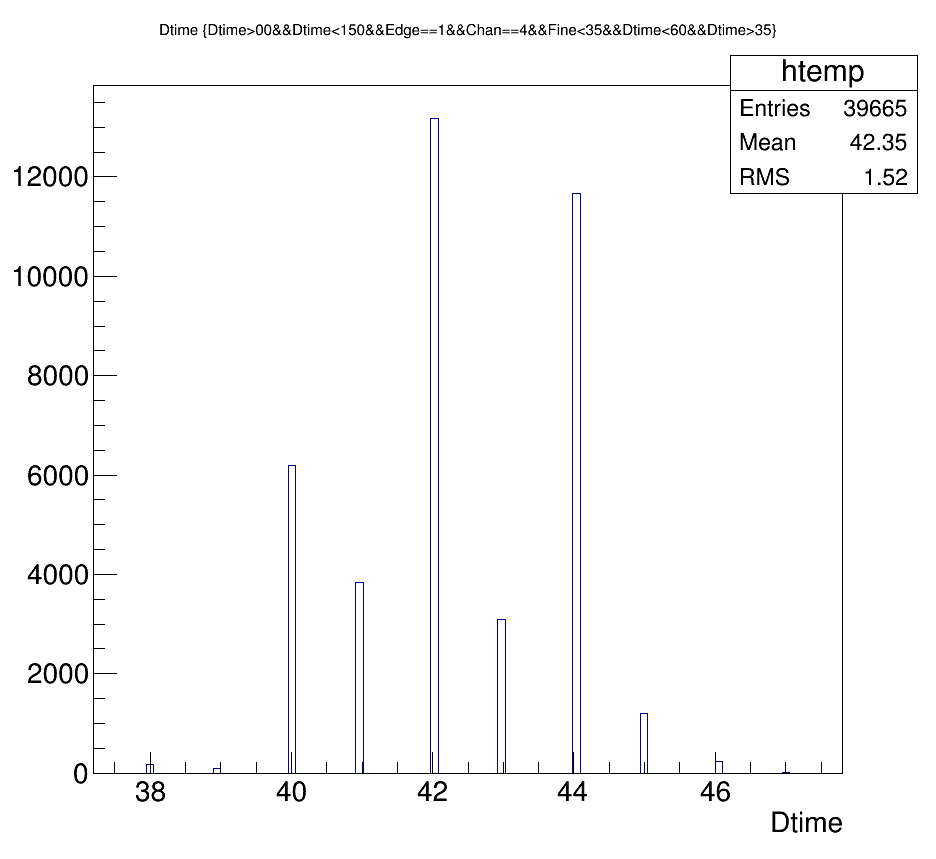 Dtime {Dtime>00&&Dtime<150&&Edge==1&&Chan==4&&Fine<35&&Dtime<60&&Dtime>35}
htemp
Entries 39665
Mean 42.35
RMS 1.52
12000
10000
8000
6000
4000
2000
0
38 40 42 44 46
Dtime